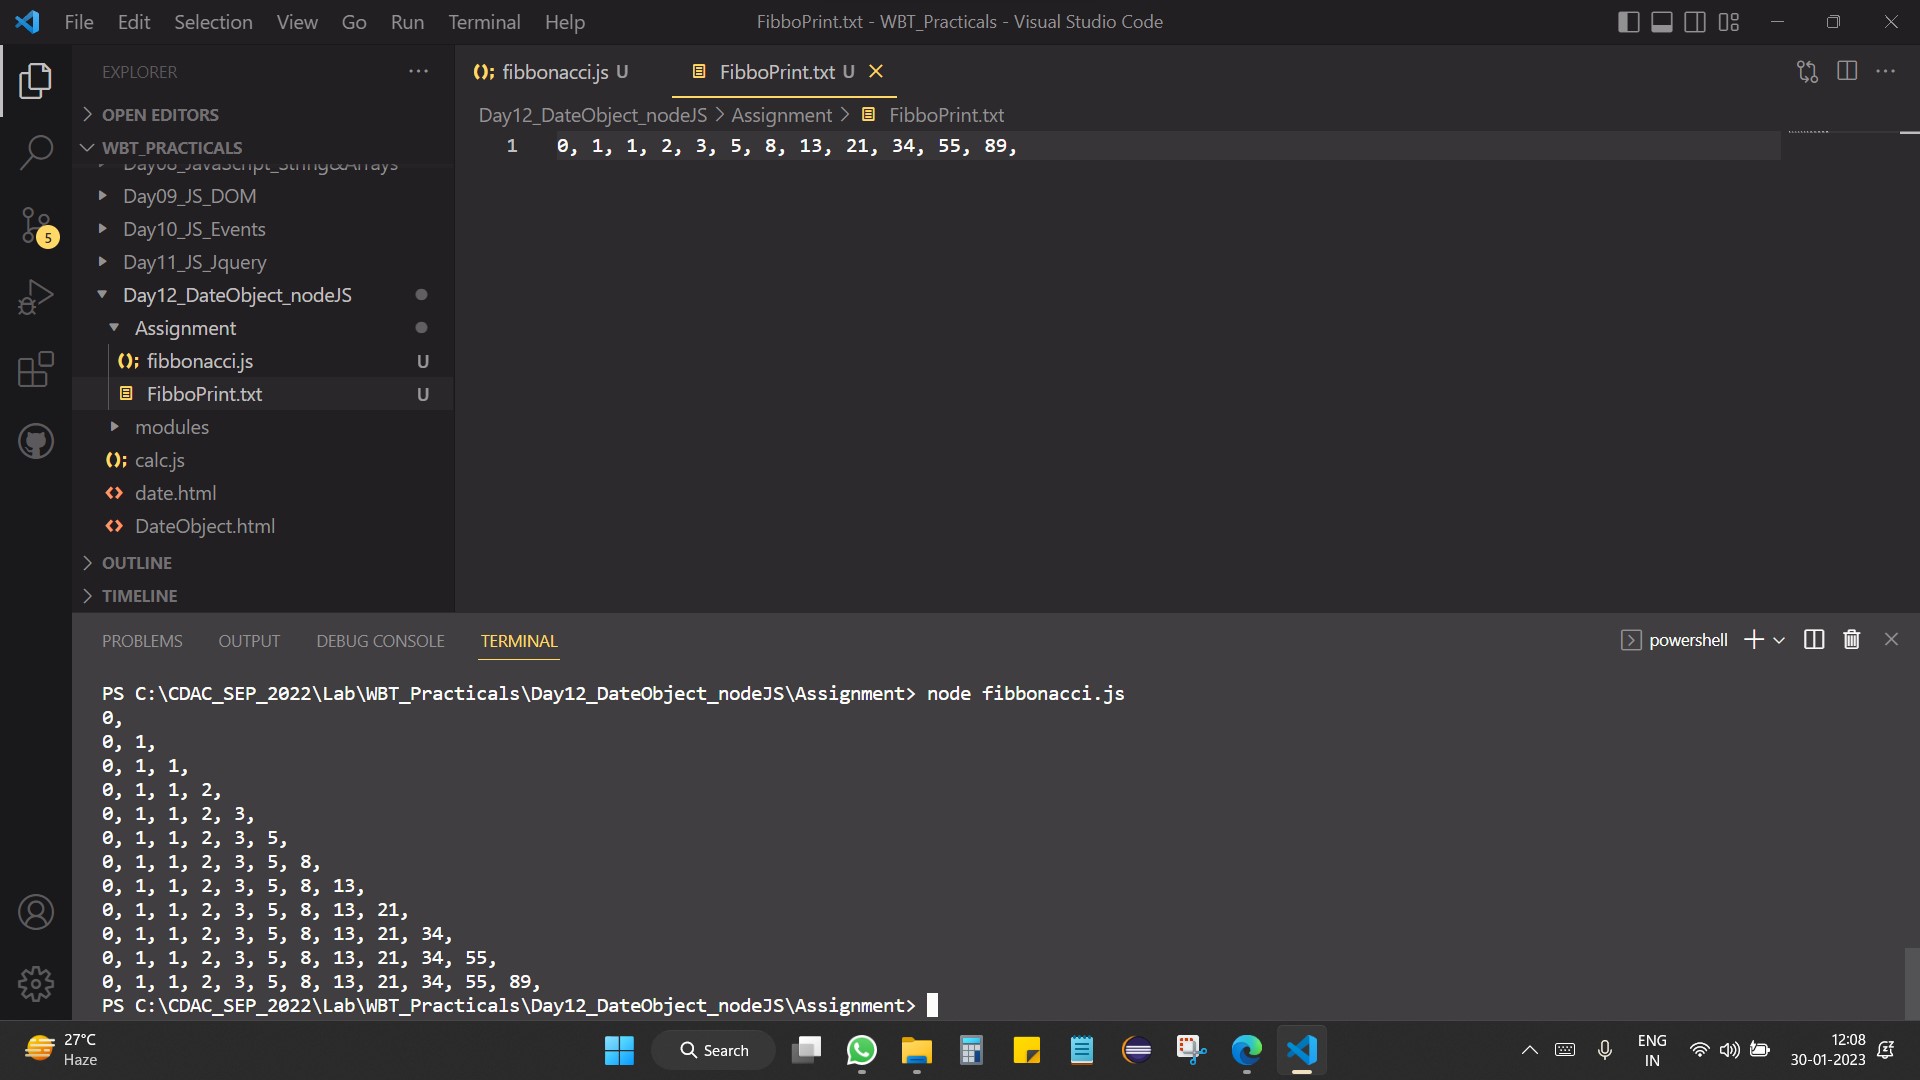 File Edit Selection View Go Run Terminal Help
FibboPrint.txt - WBT_Practicals - Visual Studio Code
EXPLORER
OPEN EDITORS
WBT_PRACTICALS
Day08_JavaScript_String&Arrays
Day09_JS_DOM
Day10_JS_Events
Day11_JS_Jquery
Day12_DateObject_nodeJS
Assignment
fibbonacci.js U
FibboPrint.txt U
modules
calc.js
date.html
DateObject.html
OUTLINE
TIMELINE
5
fibbonacci.js U
FibboPrint.txt U
Day12_DateObject_nodeJS > Assignment > FibboPrint.txt
1 0, 1, 1, 2, 3, 5, 8, 13, 21, 34, 55, 89,
PROBLEMS OUTPUT DEBUG CONSOLE TERMINAL
powershell
PS C:\CDAC_SEP_2022\Lab\WBT_Practicals\Day12_DateObject_nodeJS\Assignment> node fibbonacci.js
0,
0, 1,
0, 1, 1,
0, 1, 1, 2,
0, 1, 1, 2, 3,
0, 1, 1, 2, 3, 5,
0, 1, 1, 2, 3, 5, 8,
0, 1, 1, 2, 3, 5, 8, 13,
0, 1, 1, 2, 3, 5, 8, 13, 21,
0, 1, 1, 2, 3, 5, 8, 13, 21, 34,
0, 1, 1, 2, 3, 5, 8, 13, 21, 34, 55,
0, 1, 1, 2, 3, 5, 8, 13, 21, 34, 55, 89,
PS C:\CDAC_SEP_2022\Lab\WBT_Practicals\Day12_DateObject_nodeJS\Assignment>
27°C
Haze
Search
ENG
IN
12:08
30-01-2023